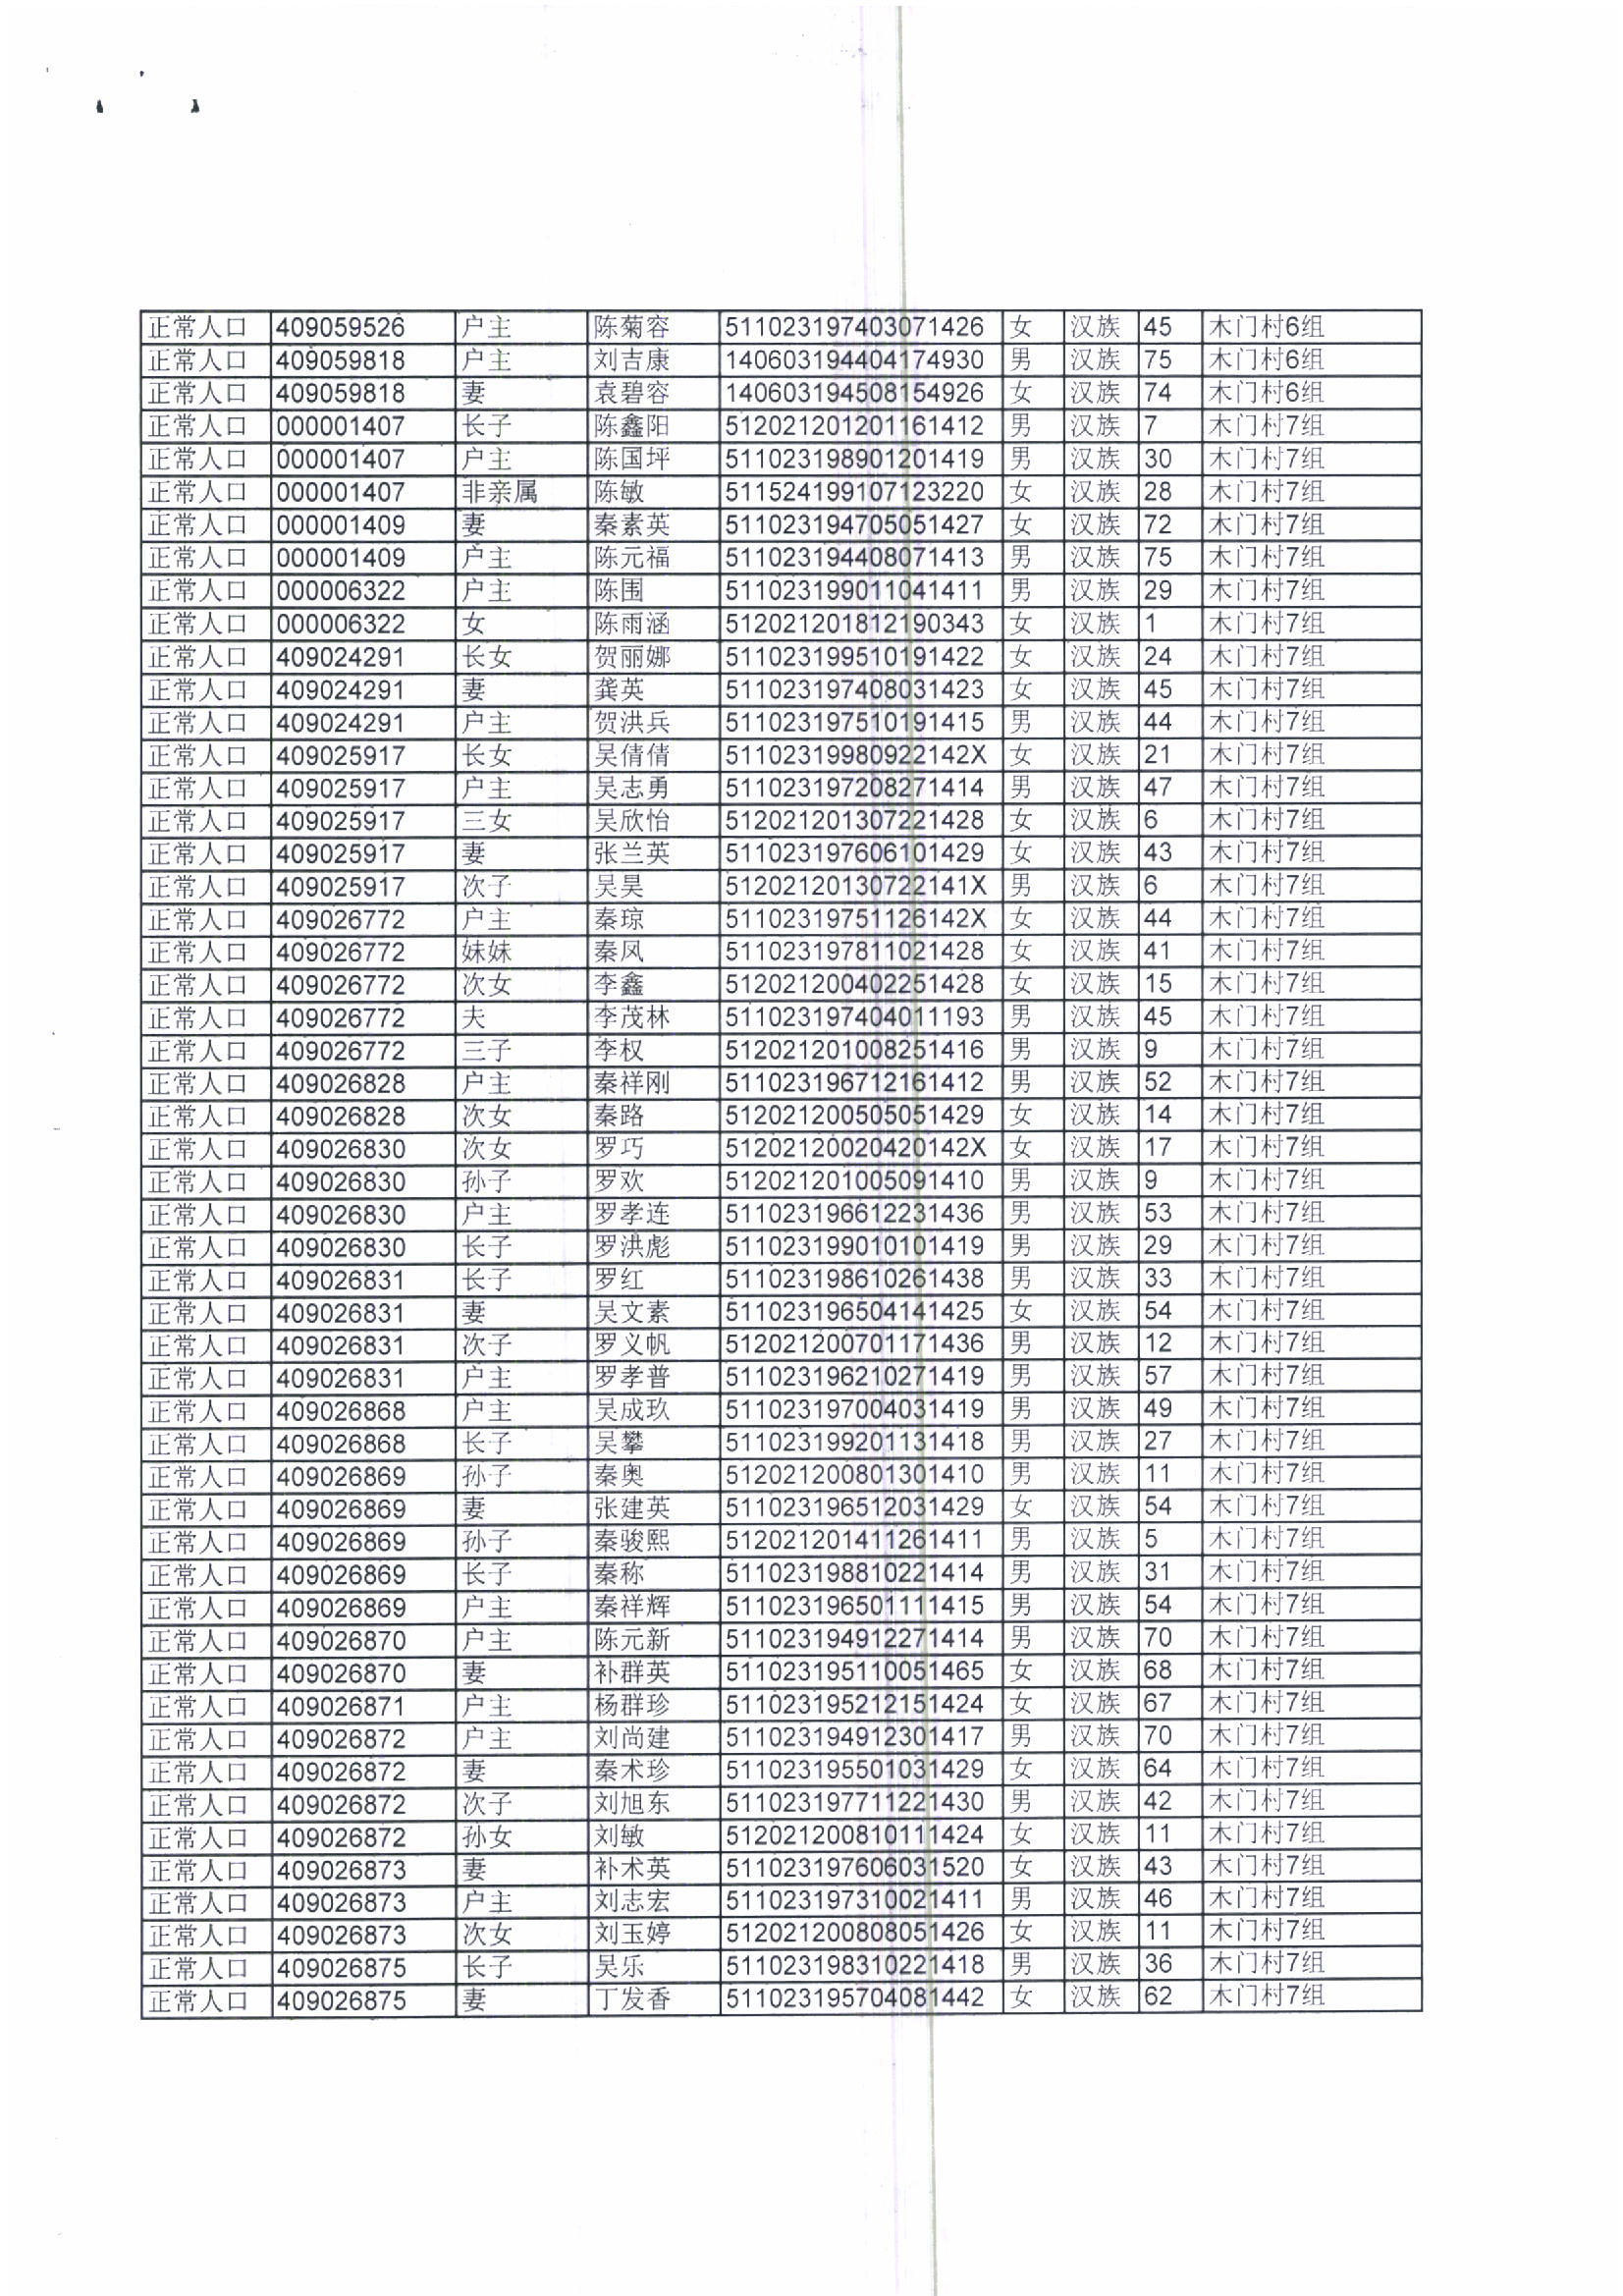 正常人口 409059526 户主 陈菊容 511023197403071426 女 汉族 45 木门村6组
正常人口 409059818 户主 刘吉康 140603194404174930 男 汉族 75 木门村6组
正常人口 409059818 妻 袁碧容 140603194508154926 女 汉族 74 木门村6组
正常人口 000001407 长子 陈鑫阳 512021201201161412 男 汉族 7 木门村7组
正常人口 000001407 户主 陈国坪 511023198901201419 男 汉族 30 木门村7组
正常人口 000001407 非亲属 陈敏 511524199107123220 女 汉族 28 木门村7组
正常人口 000001409 妻 秦素英 511023194705051427 女 汉族 72 木门村7组
正常人口 000001409 户主 陈元福 511023194408071413 男 汉族 75 木门村7组
正常人口 000006322 户主 陈围 511023199011041411 男 汉族 29 木门村7组
正常人口 000006322 女 陈雨涵 512021201812190343 女 汉族 1 木门村7组
正常人口 409024291 长女 贺丽娜 511023199510191422 女 汉族 24 木门村7组
正常人口 409024291 妻 龚英 511023197408031423 女 汉族 45 木门村7组
正常人口 409024291 户主 贺洪兵 511023197510191415 男 汉族 44 木门村7组
正常人口 409025917 长女 吴倩倩 51102319980922142X 女 汉族 21 木门村7组
正常人口 409025917 户主 吴志勇 511023197208271414 男 汉族 47 木门村7组
正常人口 409025917 三女 吴欣怡 512021201307221428 女 汉族 6 木门村7组
正常人口 409025917 妻 张兰英 511023197606101429 女 汉族 43 木门村7组
正常人口 409025917 次子 吴昊 51202120130722141X 男 汉族 6 木门村7组
正常人口 409026772 户主 秦琼 51102319751126142X 女 汉族 44 木门村7组
正常人口 409026772 妹妹 秦凤 511023197811021428 女 汉族 41 木门村7组
正常人口 409026772 次女 李鑫 512021200402251428 女 汉族 15 木门村7组
正常人口 409026772 夫 李茂林 511023197404011193 男 汉族 45 木门村7组
正常人口 409026772 三子 李权 512021201008251416 男 汉族 9 木门村7组
正常人口 409026828 户主 秦祥刚 511023196712161412 男 汉族 52 木门村7组
正常人口 409026828 次女 秦路 512021200505051429 女 汉族 14 木门村7组
正常人口 409026830 次女 罗巧 51202120020420142X 女 汉族 17 木门村7组
正常人口 409026830 孙子 罗欢 512021201005091410 男 汉族 9 木门村7组
正常人口 409026830 户主 罗孝连 511023196612231436 男 汉族 53 木门村7组
正常人口 409026830 长子 罗洪彪 511023199010101419 男 汉族 29 木门村7组
正常人口 409026831 长子 罗红 511023198610261438 男 汉族 33 木门村7组
正常人口 409026831 妻 吴文素 511023196504141425 女 汉族 54 木门村7组
正常人口 409026831 次子 罗义帆 512021200701171436 男 汉族 12 木门村7组
正常人口 409026831 户主 罗孝普 511023196210271419 男 汉族 57 木门村7组
正常人口 409026868 户主 吴成玖 511023197004031419 男 汉族 49 木门村7组
正常人口 409026868 长子 吴攀 511023199201131418 男 汉族 27 木门村7组
正常人口 409026869 孙子 秦奥 512021200801301410 男 汉族 11 木门村7组
正常人口 409026869 妻 张建英 511023196512031429 女 汉族 54 木门村7组
正常人口 409026869 孙子 秦骏熙 512021201411261411 男 汉族 5 木门村7组
正常人口 409026869 长子 秦称 511023198810221414 男 汉族 31 木门村7组
正常人口 409026869 户主 秦祥辉 511023196501111415 男 汉族 54 木门村7组
正常人口 409026870 户主 陈元新 511023194912271414 男 汉族 70 木门村7组
正常人口 409026870 妻 补群英 511023195110051465 女 汉族 68 木门村7组
正常人口 409026871 户主 杨群珍 511023195212151424 女 汉族 67 木门村7组
正常人口 409026872 户主 刘尚建 511023194912301417 男 汉族 70 木门村7组
正常人口 409026872 妻 秦术珍 511023195501031429 女 汉族 64 木门村7组
正常人口 409026872 次子 刘旭东 511023197711221430 男 汉族 42 木门村7组
正常人口 409026872 孙女 刘敏 512021200810111424 女 汉族 11 木门村7组
正常人口 409026873 妻 补术英 511023197606031520 女 汉族 43 木门村7组
正常人口 409026873 户主 刘志宏 511023197310021411 男 汉族 46 木门村7组
正常人口 409026873 次女 刘玉婷 512021200808051426 女 汉族 11 木门村7组
正常人口 409026875 长子 吴乐 511023198310221418 男 汉族 36 木门村7组
正常人口 409026875 妻 丁发香 511023195704081442 女 汉族 62 木门村7组